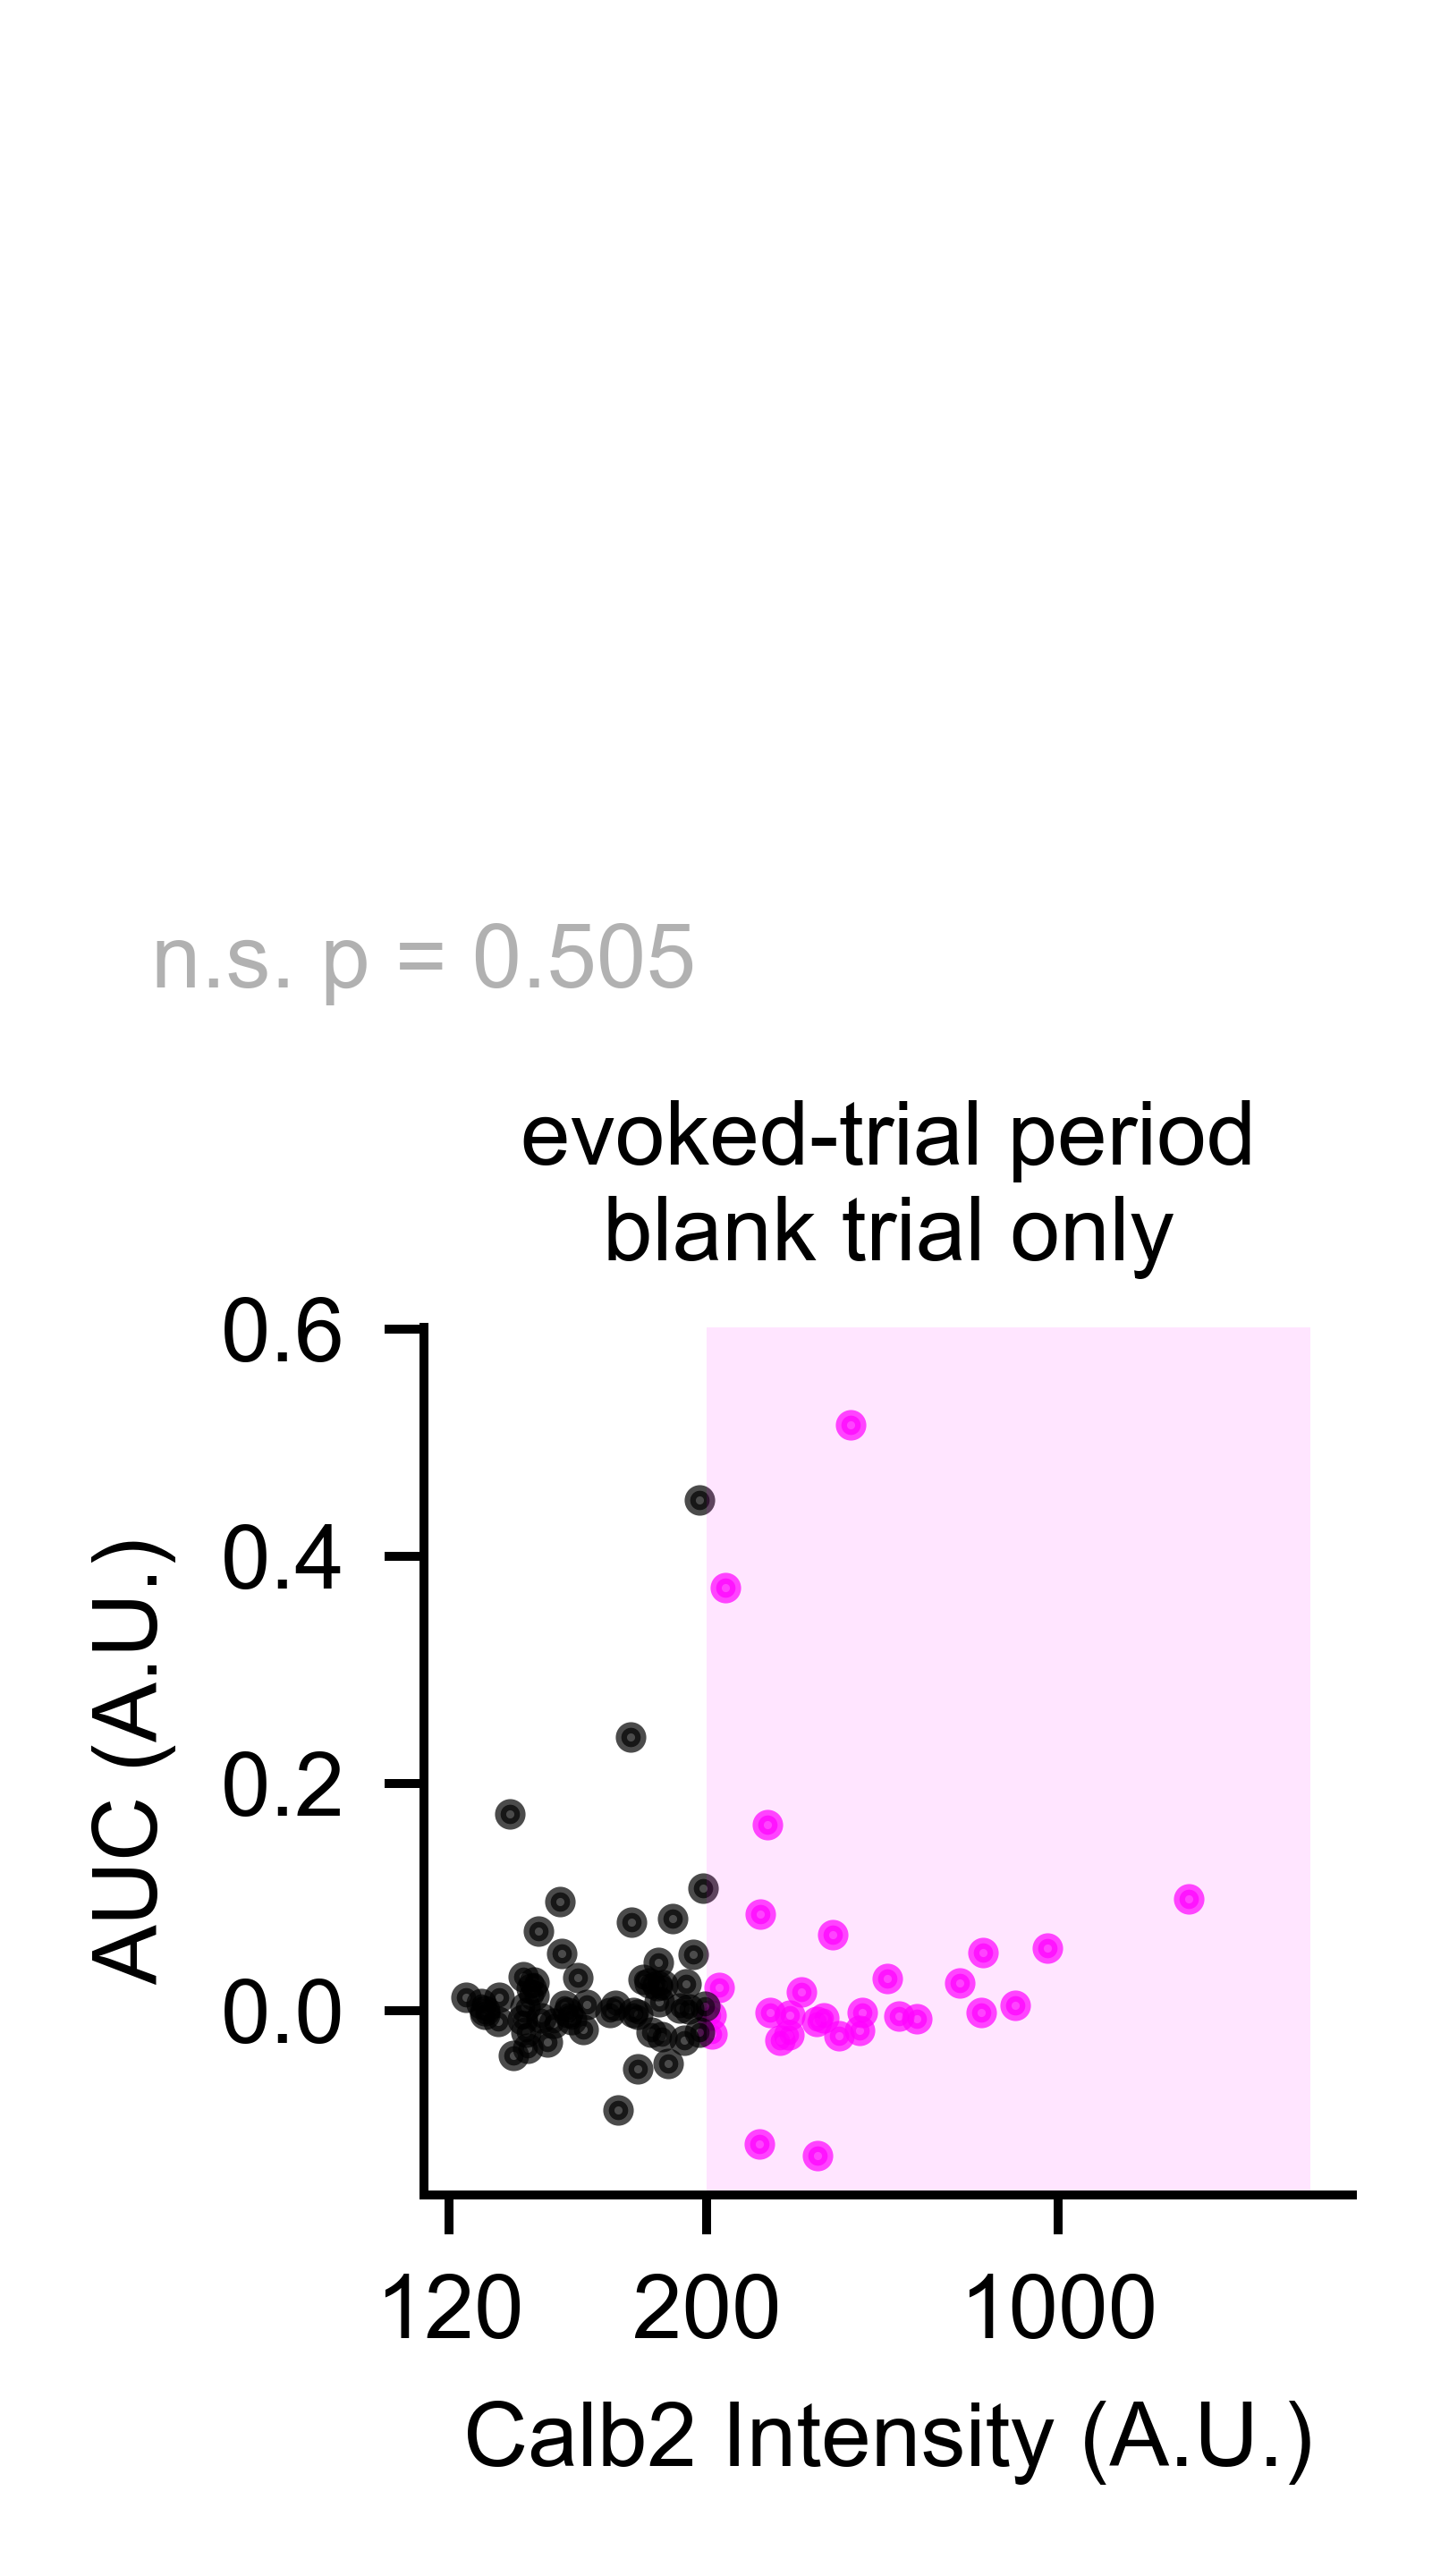 n.s. p = 0.505
evoked-trial period
blank trial only
0.6
0.4
0.2
0.0
AUC (A.U.)
120 200 1000
Calb2 Intensity (A.U.)